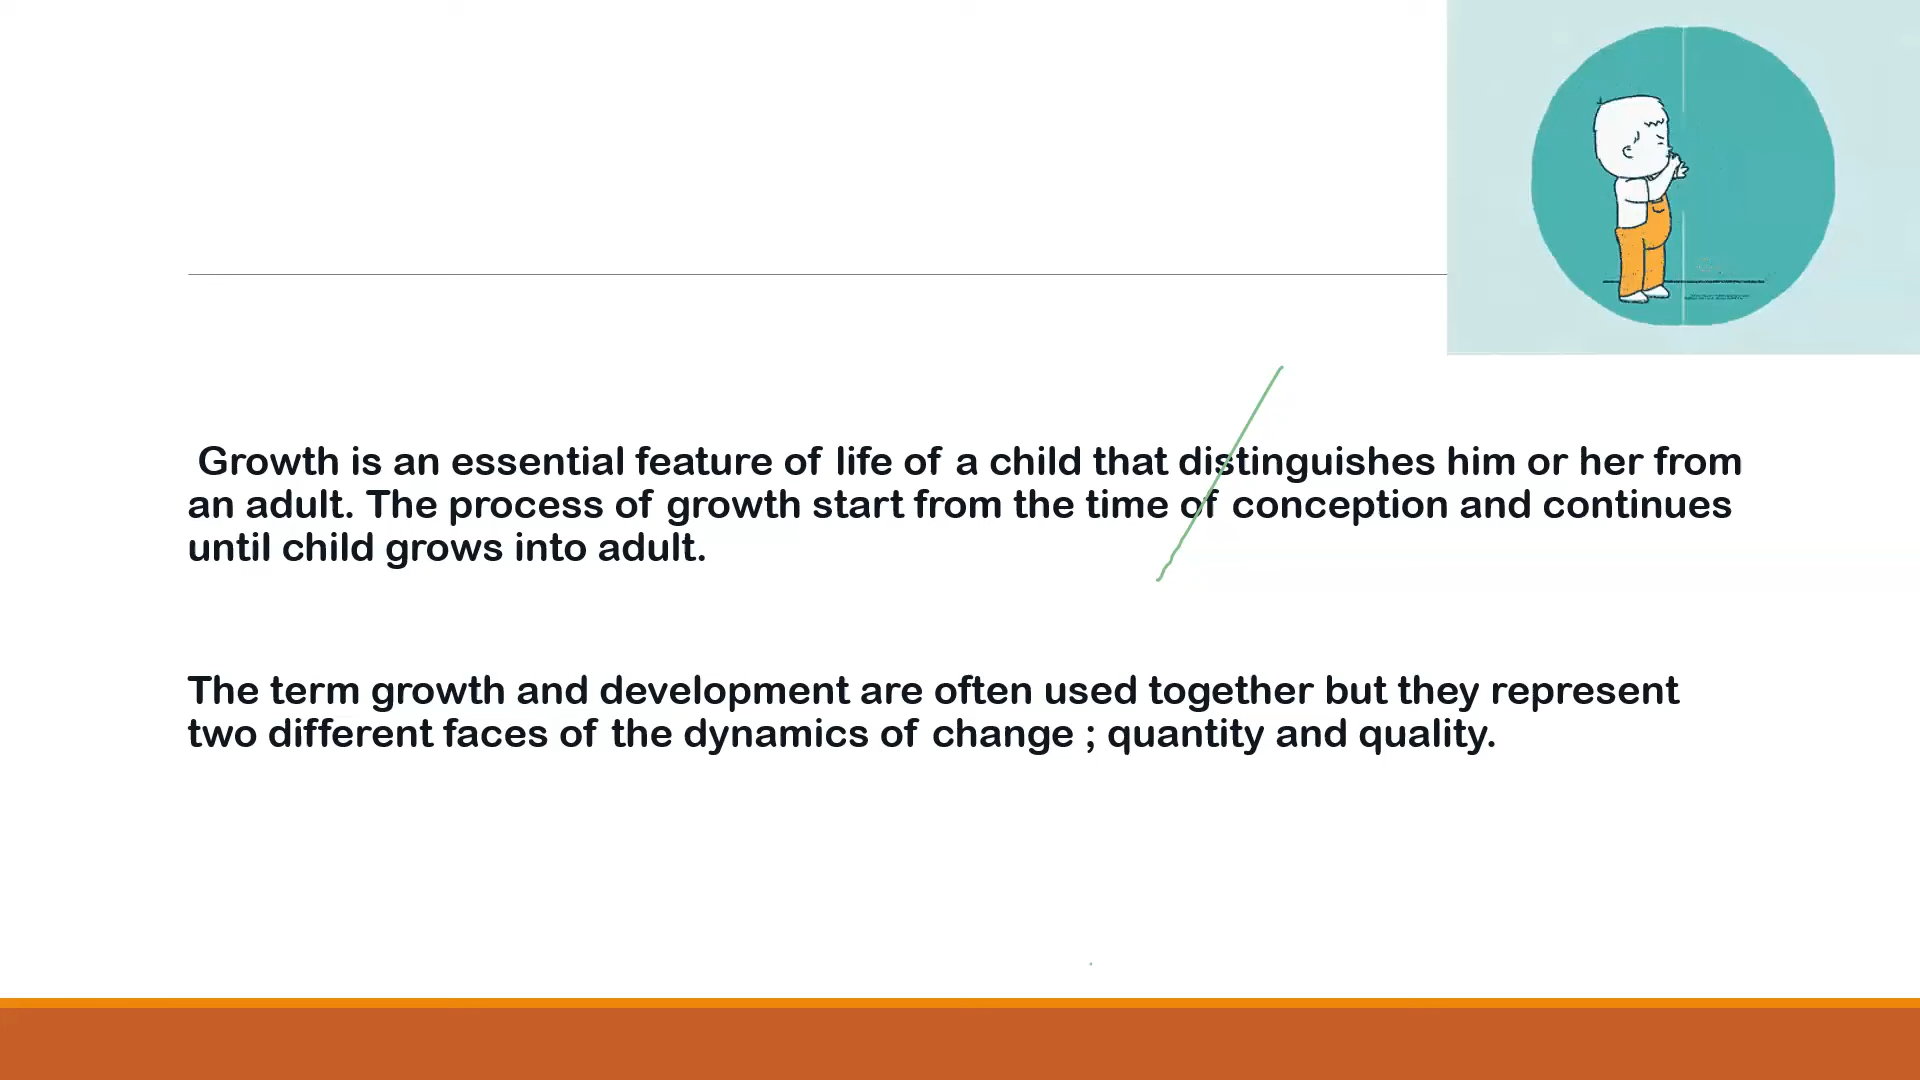 Growth is an essential feature of life of a child that distinguishes him or her from
an adult. The process of growth start from the time of conception and continues
until child grows into adult.
The term growth and development are often used together but they represent
two different faces of the dynamics of change ; quantity and quality.